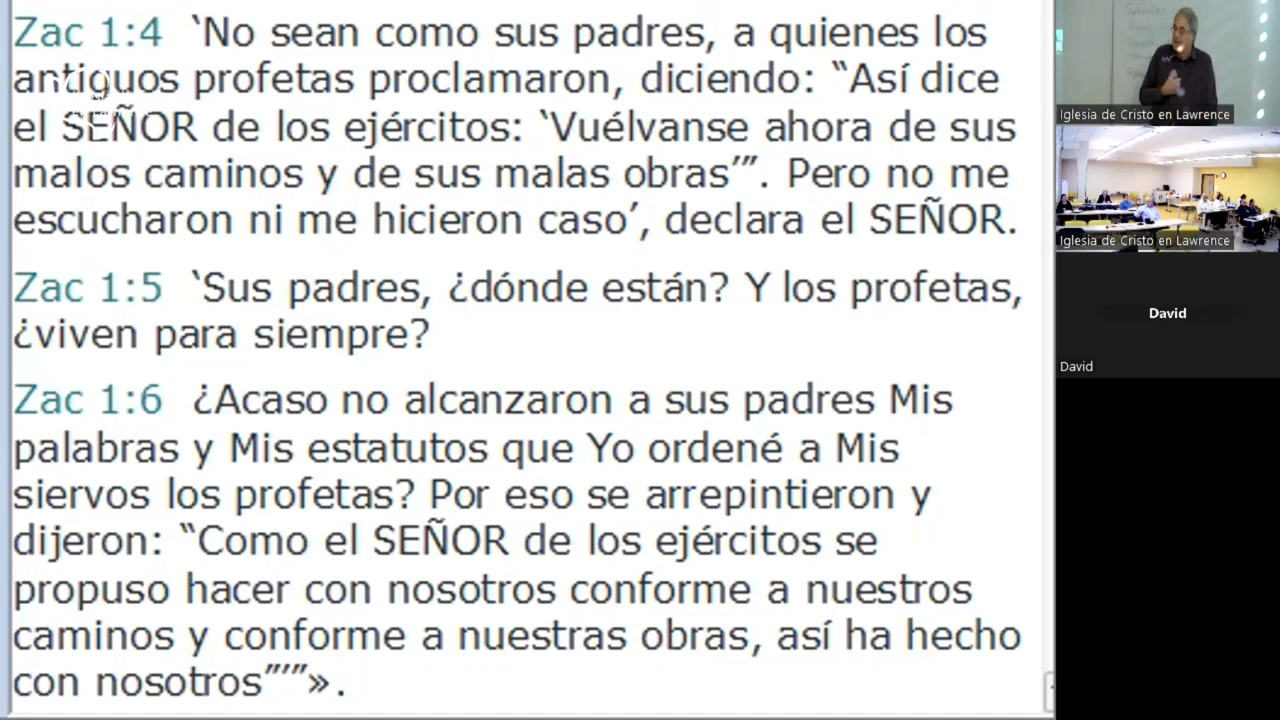 Zac 1:4 ‘No sean como sus padres, a quienes los
antiguos profetas proclamaron, diciendo: “Así dice
el SEÑOR de los ejércitos: ‘Vuélvanse ahora de sus
malos caminos y de sus malas obras’”. Pero no me
escucharon ni me hicieron caso’, declara el SEÑOR.
Zac 1:5 ‘Sus padres, ¿dónde están? Y los profetas,
¿viven para siempre?
Zac 1:6 ¿Acaso no alcanzaron a sus padres Mis
palabras y Mis estatutos que Yo ordené a Mis
siervos los profetas? Por eso se arrepintieron y
dijeron: “Como el SEÑOR de los ejércitos se
propuso hacer con nosotros conforme a nuestros
caminos y conforme a nuestras obras, así ha hecho
con nosotros”’”».
Iglesia de Cristo en Lawrence
Iglesia de Cristo en Lawrence
David
David